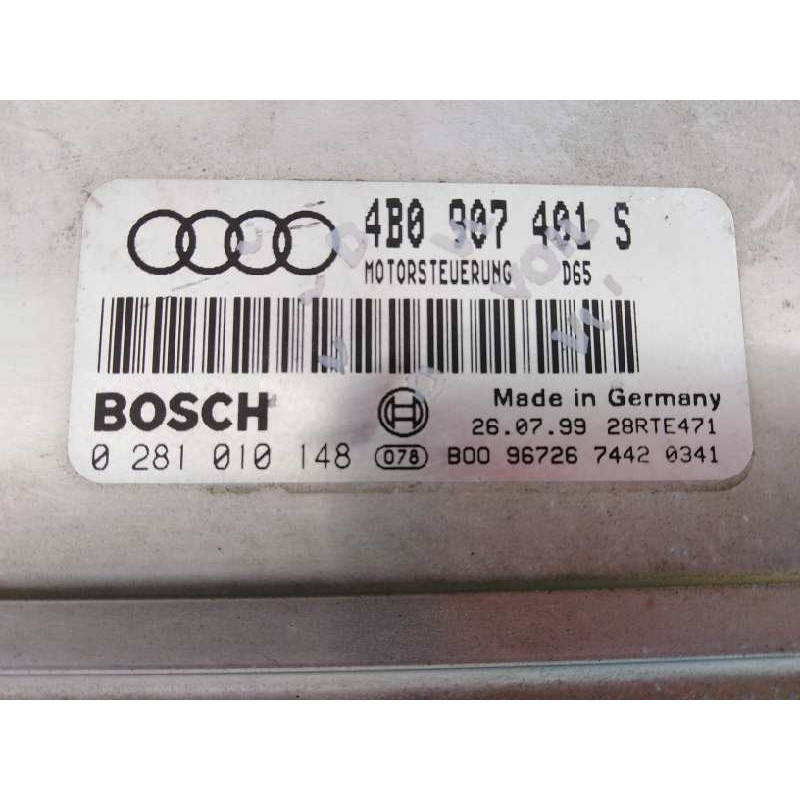 4B0 907 401 S
MOTORSTEUERUNG D65
BOSCH
Made in Germany
26.07.99 28RTE471
0 281 010 148 078 B00 96726 7442 0341